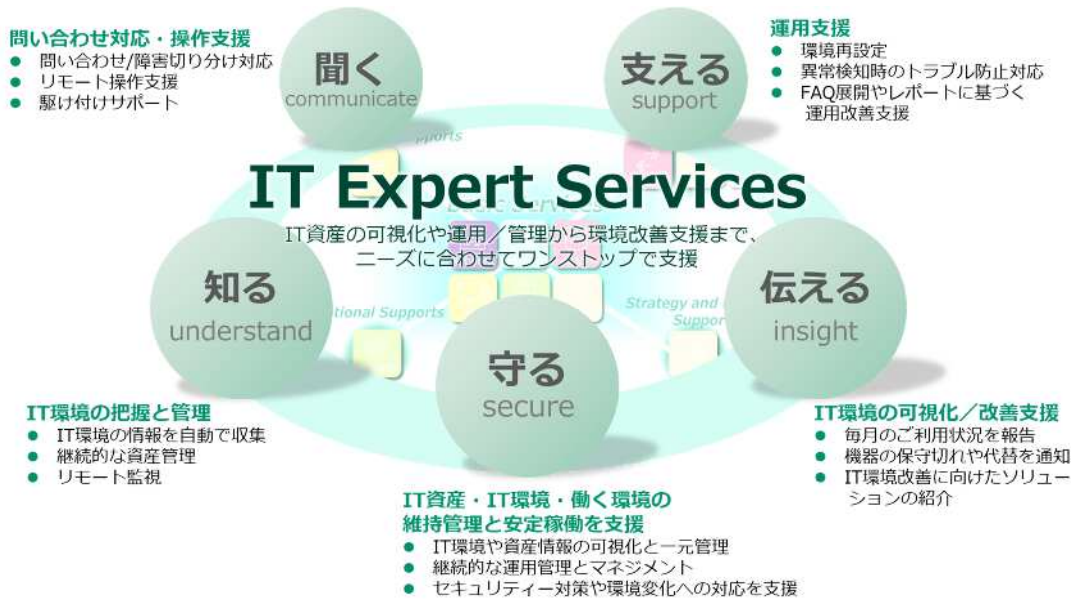 問い合わせ対応・操作支援
● 問い合わせ/障害切り分け対応
● リモート操作支援
● 駆け付けサポート
聞く
communicate
支える
support
運用支援
● 環境再設定
● 異常検知時のトラブル防止対応
● FAQ展開やレポートに基づく
運用改善支援
IT Expert Services
Basic Services
IT資産の可視化や運用／管理から環境改善支援まで、
ニーズに合わせてワンストップで支援
知る
understand
Supports
守る
secure
Strategy and
伝える
insight
IT環境の把握と管理
● IT環境の情報を自動で収集
● 継続的な資産管理
● リモート監視
IT資産・IT環境・働く環境の
維持管理と安定稼働を支援
● IT環境や資産情報の可視化と一元管理
● 継続的な運用管理とマネジメント
● セキュリティー対策や環境変化への対応を支援
IT環境の可視化／改善支援
● 毎月のご利用状況を報告
● 機器の保守切れや代替を通知
● IT環境改善に向けたソリュー
ションの紹介